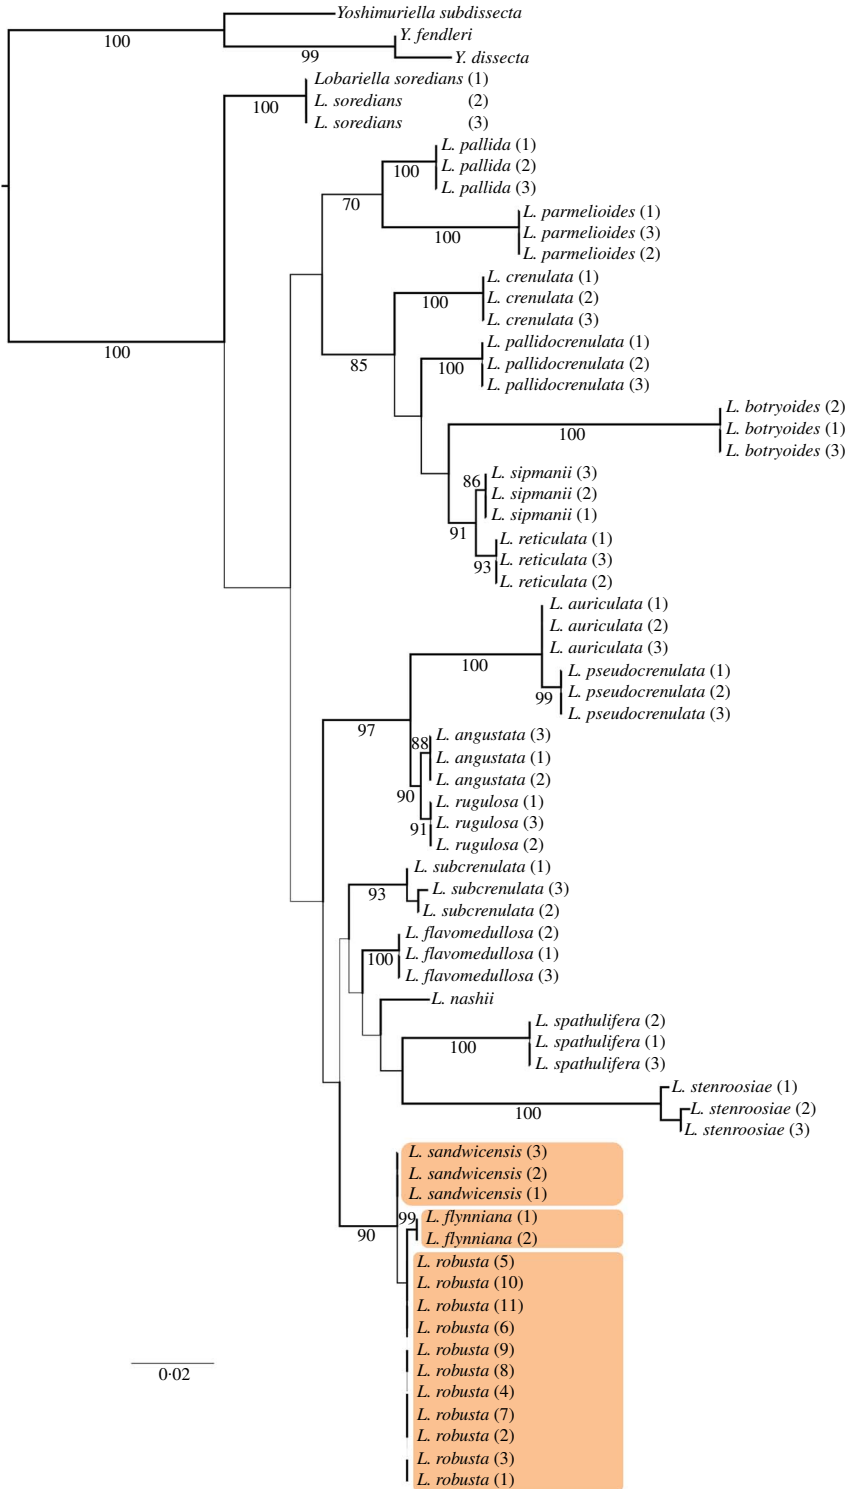 Yoshimuriella subdissecta
Y. fendleri
100
99
Y. dissecta
Lobariella soredians (1)
100
L. soredians (2)
L. soredians (3)
L. pallida (1)
L. pallida (2)
100
L. pallida (3)
70
L. parmelioides (1)
L. parmelioides (3)
100
L. parmelioides (2)
L. crenulata (1)
L. crenulata (2)
100
L. crenulata (3)
L. pallidocrenulata (1)
100
L. pallidocrenulata (2)
85
100
L. pallidocrenulata (3)
L. botryoides (2)
L. botryoides (1)
100
L. botryoides (3)
L. sipmanii (3)
86
L. sipmanii (2)
L. sipmanii (1)
91
L. reticulata (1)
L. reticulata (3)
93
L. reticulata (2)
L. auriculata (1)
L. auriculata (2)
L. auriculata (3)
100
L. pseudocrenulata (1)
L. pseudocrenulata (2)
99
L. pseudocrenulata (3)
97
L. angustata (3)
88
L. angustata (1)
L. angustata (2)
90
L. rugulosa (1)
L. rugulosa (3)
91
L. rugulosa (2)
L. subcrenulata (1)
93
L. subcrenulata (3)
L. subcrenulata (2)
L. flavomedullosa (2)
L. flavomedullosa (1)
100
L. flavomedullosa (3)
L. nashii
L. spathulifera (2)
L. spathulifera (1)
100
L. spathulifera (3)
L. stenroosiae (1)
L. stenroosiae (2)
100
L. stenroosiae (3)
L. sandwicensis (3)
L. sandwicensis (2)
L. sandwicensis (1)
99
L. flynniana (1)
90
L. flynniana (2)
L. robusta (5)
L. robusta (10)
L. robusta (11)
L. robusta (6)
L. robusta (9)
L. robusta (8)
0·02
L. robusta (4)
L. robusta (7)
L. robusta (2)
L. robusta (3)
L. robusta (1)